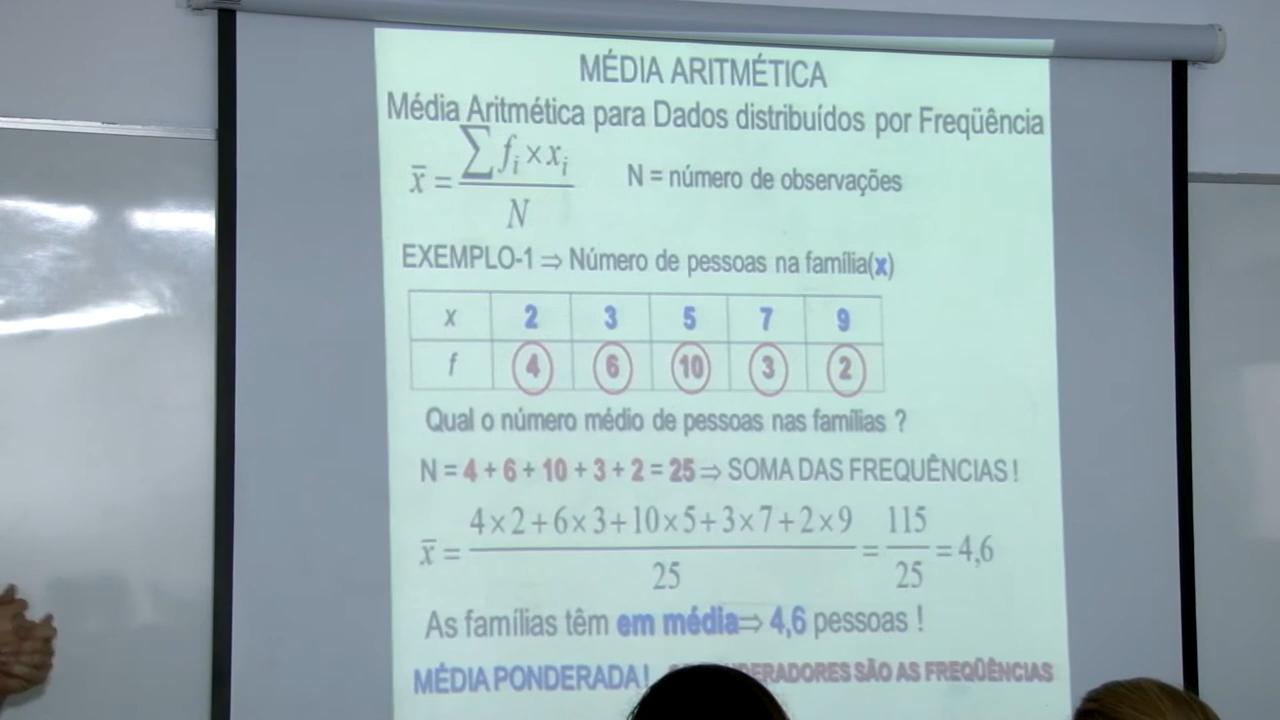 MÉDIA ARITMÉTICA
Média Aritmética para Dados distribuídos por Freqüência
x̄ = ∑ fᵢ × xᵢ / N
N = número de observações
EXEMPLO-1 ⇒ Número de pessoas na família(x)
x 2 3 5 7 9
f 4 6 10 3 2
Qual o número médio de pessoas nas famílias ?
N = 4 + 6 + 10 + 3 + 2 = 25 ⇒ SOMA DAS FREQUÊNCIAS !
x̄ = 4×2+6×3+10×5+3×7+2×9 / 25 = 115 / 25 = 4,6
As famílias têm em média⇒ 4,6 pessoas !
MÉDIA PONDERADA ! SÃO AS FREQÜÊNCIAS